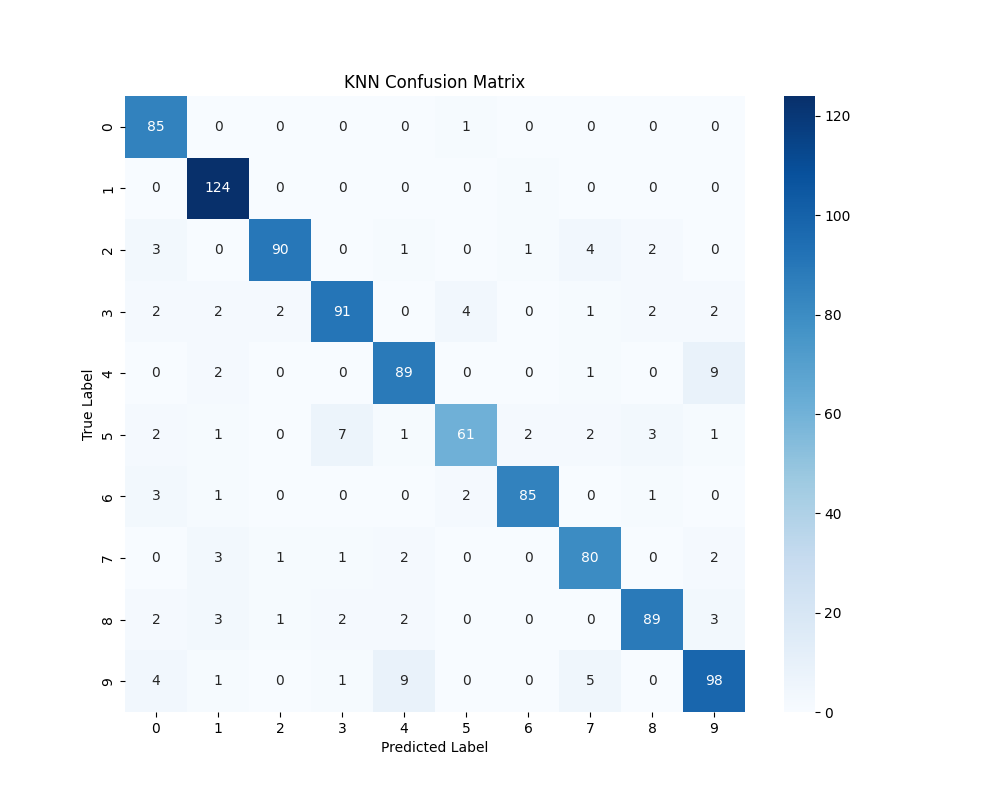 KNN Confusion Matrix
0 85 0 0 0 0 1 0 0 0 0
1 0 124 0 0 0 0 1 0 0 0
2 3 0 90 0 1 0 1 4 2 0
3 2 2 2 91 0 4 0 1 2 2
4 0 2 0 0 89 0 0 1 0 9
5 2 1 0 7 1 61 2 2 3 1
6 3 1 0 0 0 2 85 0 1 0
7 0 3 1 1 2 0 0 80 0 2
8 2 3 1 2 2 0 0 0 89 3
9 4 1 0 1 9 0 0 5 0 98
0 1 2 3 4 5 6 7 8 9
Predicted Label
True Label
120
100
80
60
40
20
0